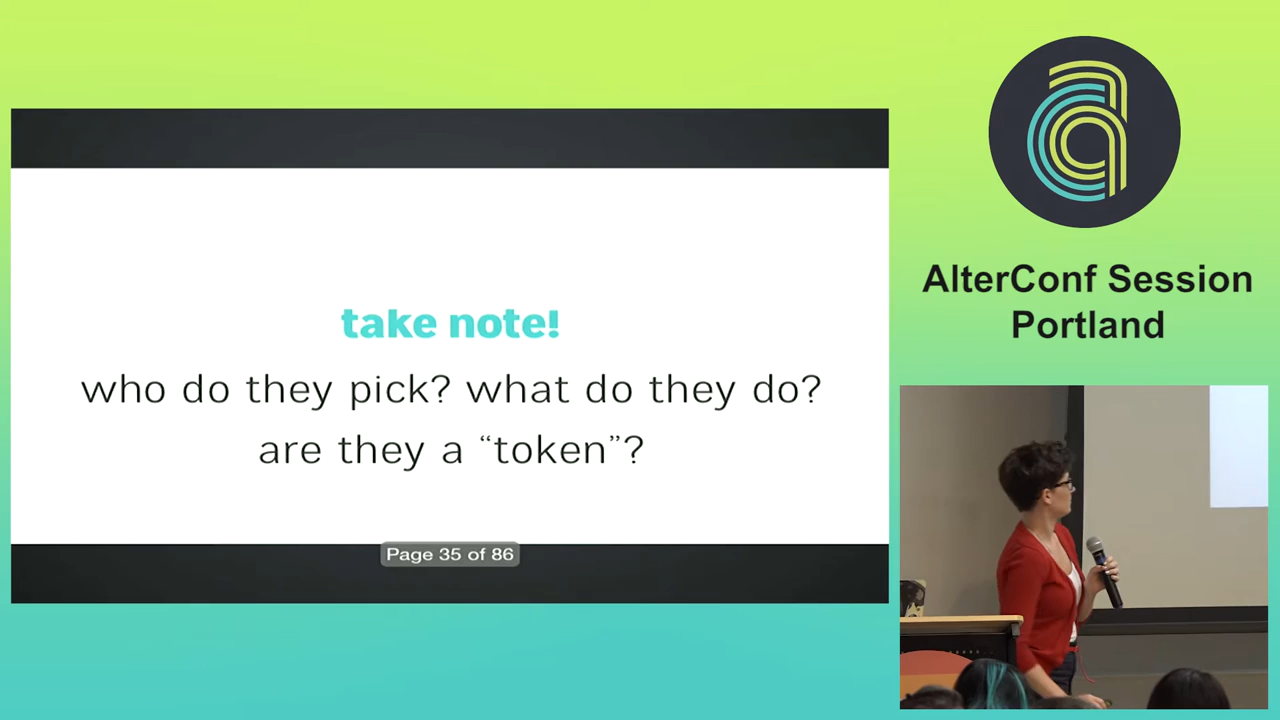 take note!
who do they pick? what do they do?
are they a “token”?
Page 35 of 86
AlterConf Session
Portland